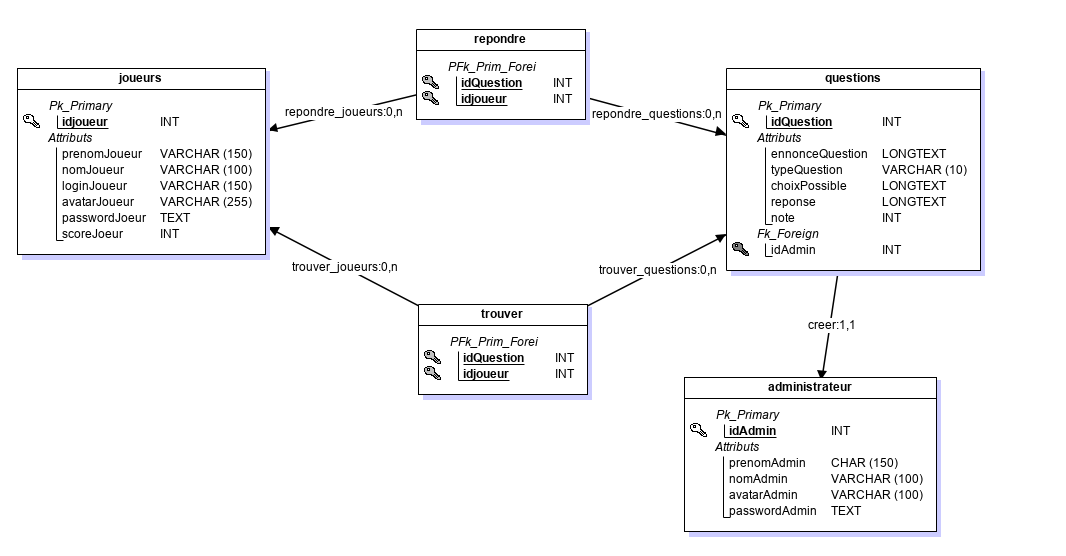 repondre
PFk_Prim_Forei
idQuestion INT
idjoueur INT
joueurs
Pk_Primary
idjoueur INT
Attributs
prenomJoueur VARCHAR (150)
nomJoueur VARCHAR (100)
loginJoueur VARCHAR (150)
avatarJoueur VARCHAR (255)
passwordJoeur TEXT
scoreJoeur INT
repondre_joueurs:0,n
repondre_questions:0,n
questions
Pk_Primary
idQuestion INT
Attributs
ennonceQuestion LONGTEXT
typeQuestion VARCHAR (10)
choixPossible LONGTEXT
reponse LONGTEXT
note INT
Fk_Foreign
idAdmin INT
trouver_joueurs:0,n
trouver_questions:0,n
trouver
PFk_Prim_Forei
idQuestion INT
idjoueur INT
creer:1,1
administrateur
Pk_Primary
idAdmin INT
Attributs
prenomAdmin CHAR (150)
nomAdmin VARCHAR (100)
avatarAdmin VARCHAR (100)
passwordAdmin TEXT